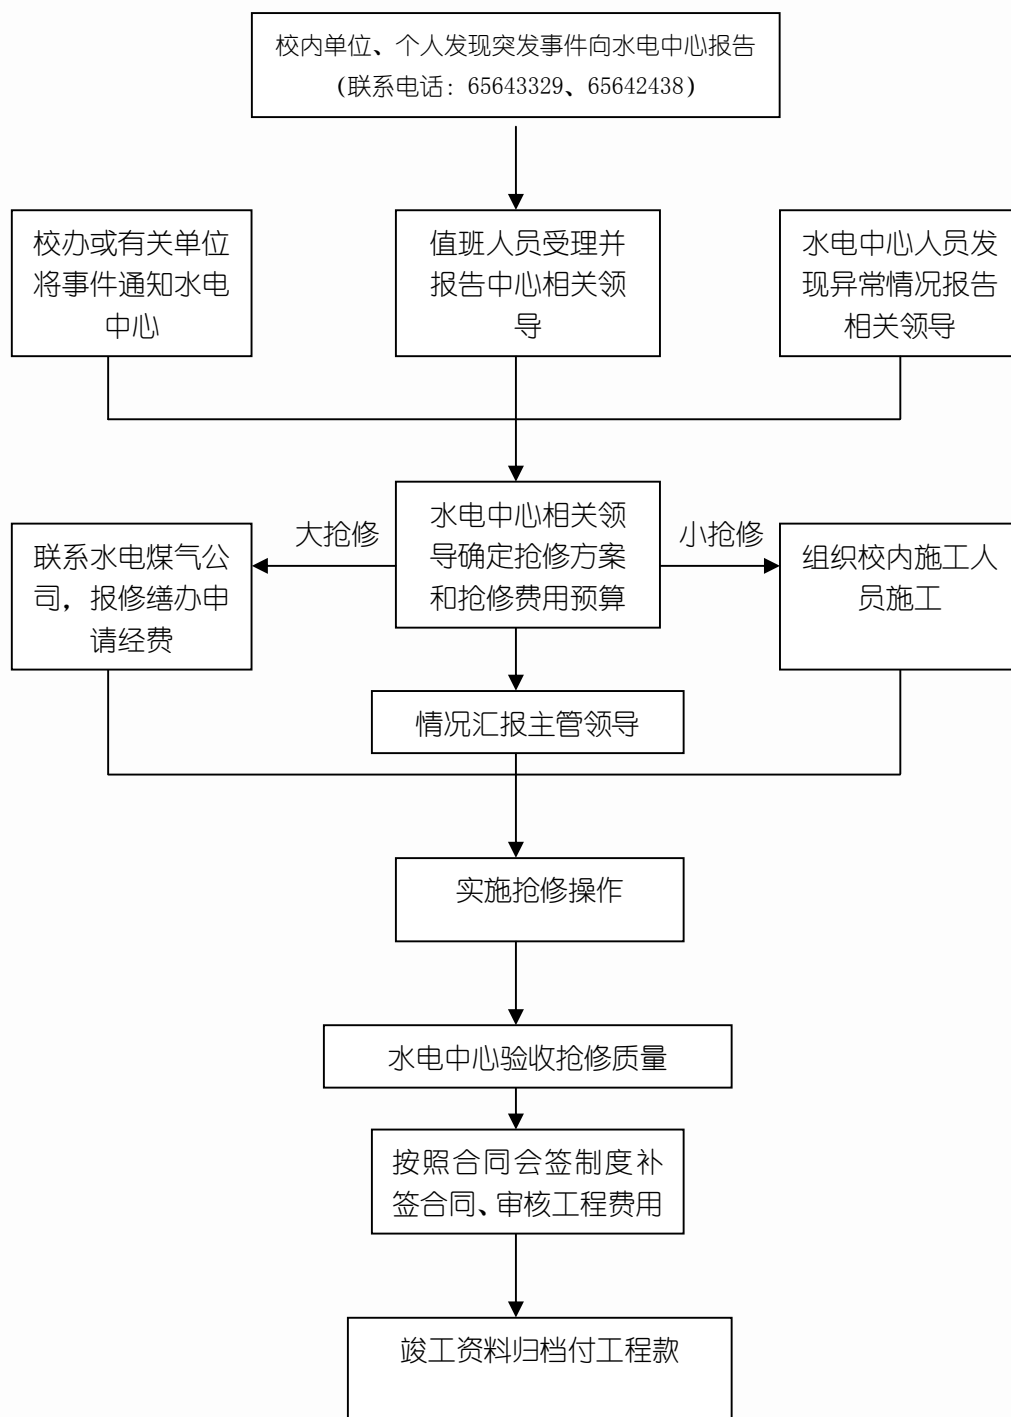 校内单位、个人发现突发事件向水电中心报告
(联系电话：65643329、65642438)
校办或有关单位
将事件通知水电
中心
值班人员受理并
报告中心相关领
导
水电中心人员发
现异常情况报告
相关领导
大抢修
水电中心相关领
导确定抢修方案
和抢修费用预算
小抢修
联系水电煤气公
司，报修缮办申
请经费
组织校内施工人
员施工
情况汇报主管领导
实施抢修操作
水电中心验收抢修质量
按照合同会签制度补
签合同、审核工程费用
竣工资料归档付工程款